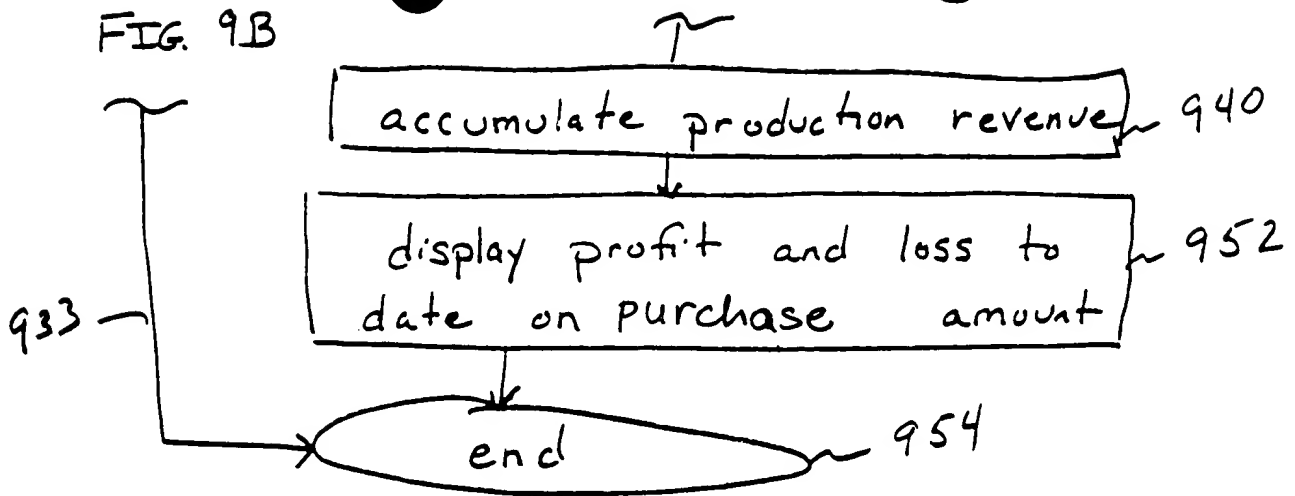 FIG. 9B
accumulate production revenue
940
display profit and loss to
952
date on purchase amount
933
end
954